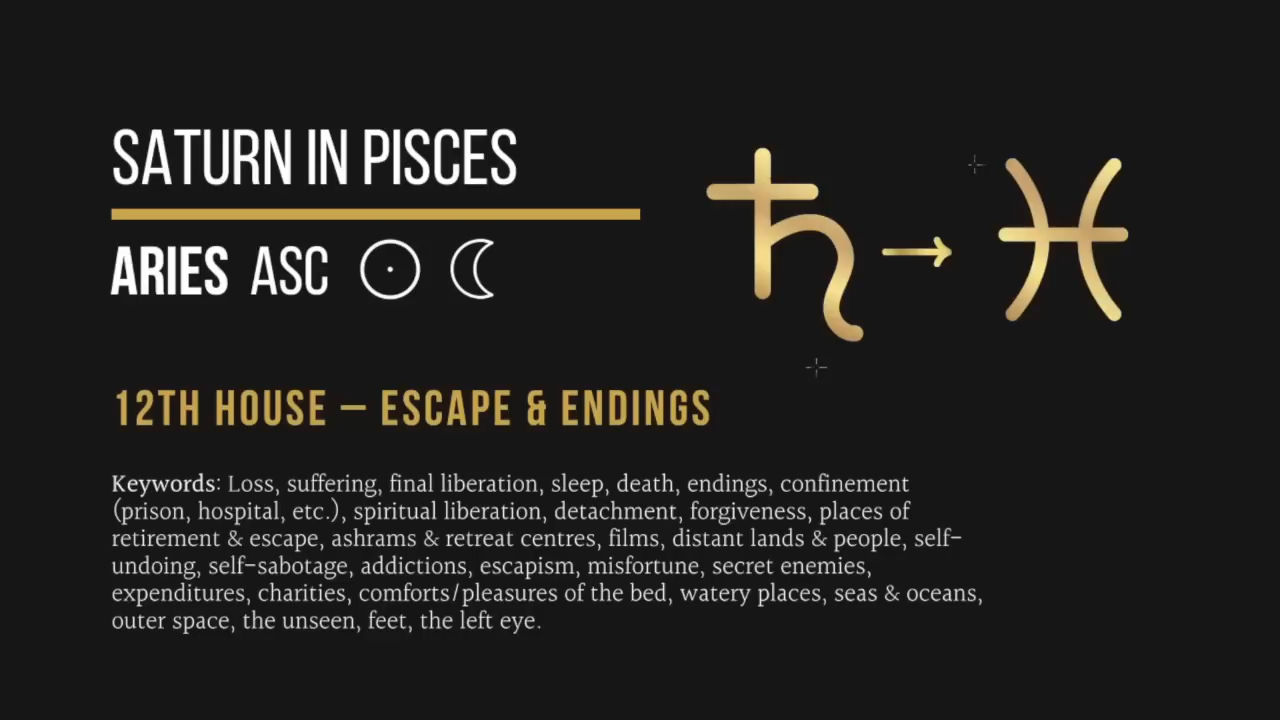 SATURN IN PISCES
ARIES ASC
12TH HOUSE – ESCAPE & ENDINGS
Keywords: Loss, suffering, final liberation, sleep, death, endings, confinement
(prison, hospital, etc.), spiritual liberation, detachment, forgiveness, places of
retirement & escape, ashrams & retreat centres, films, distant lands & people, self-
undoing, self-sabotage, addictions, escapism, misfortune, secret enemies,
expenditures, charities, comforts/pleasures of the bed, watery places, seas & oceans,
outer space, the unseen, feet, the left eye.